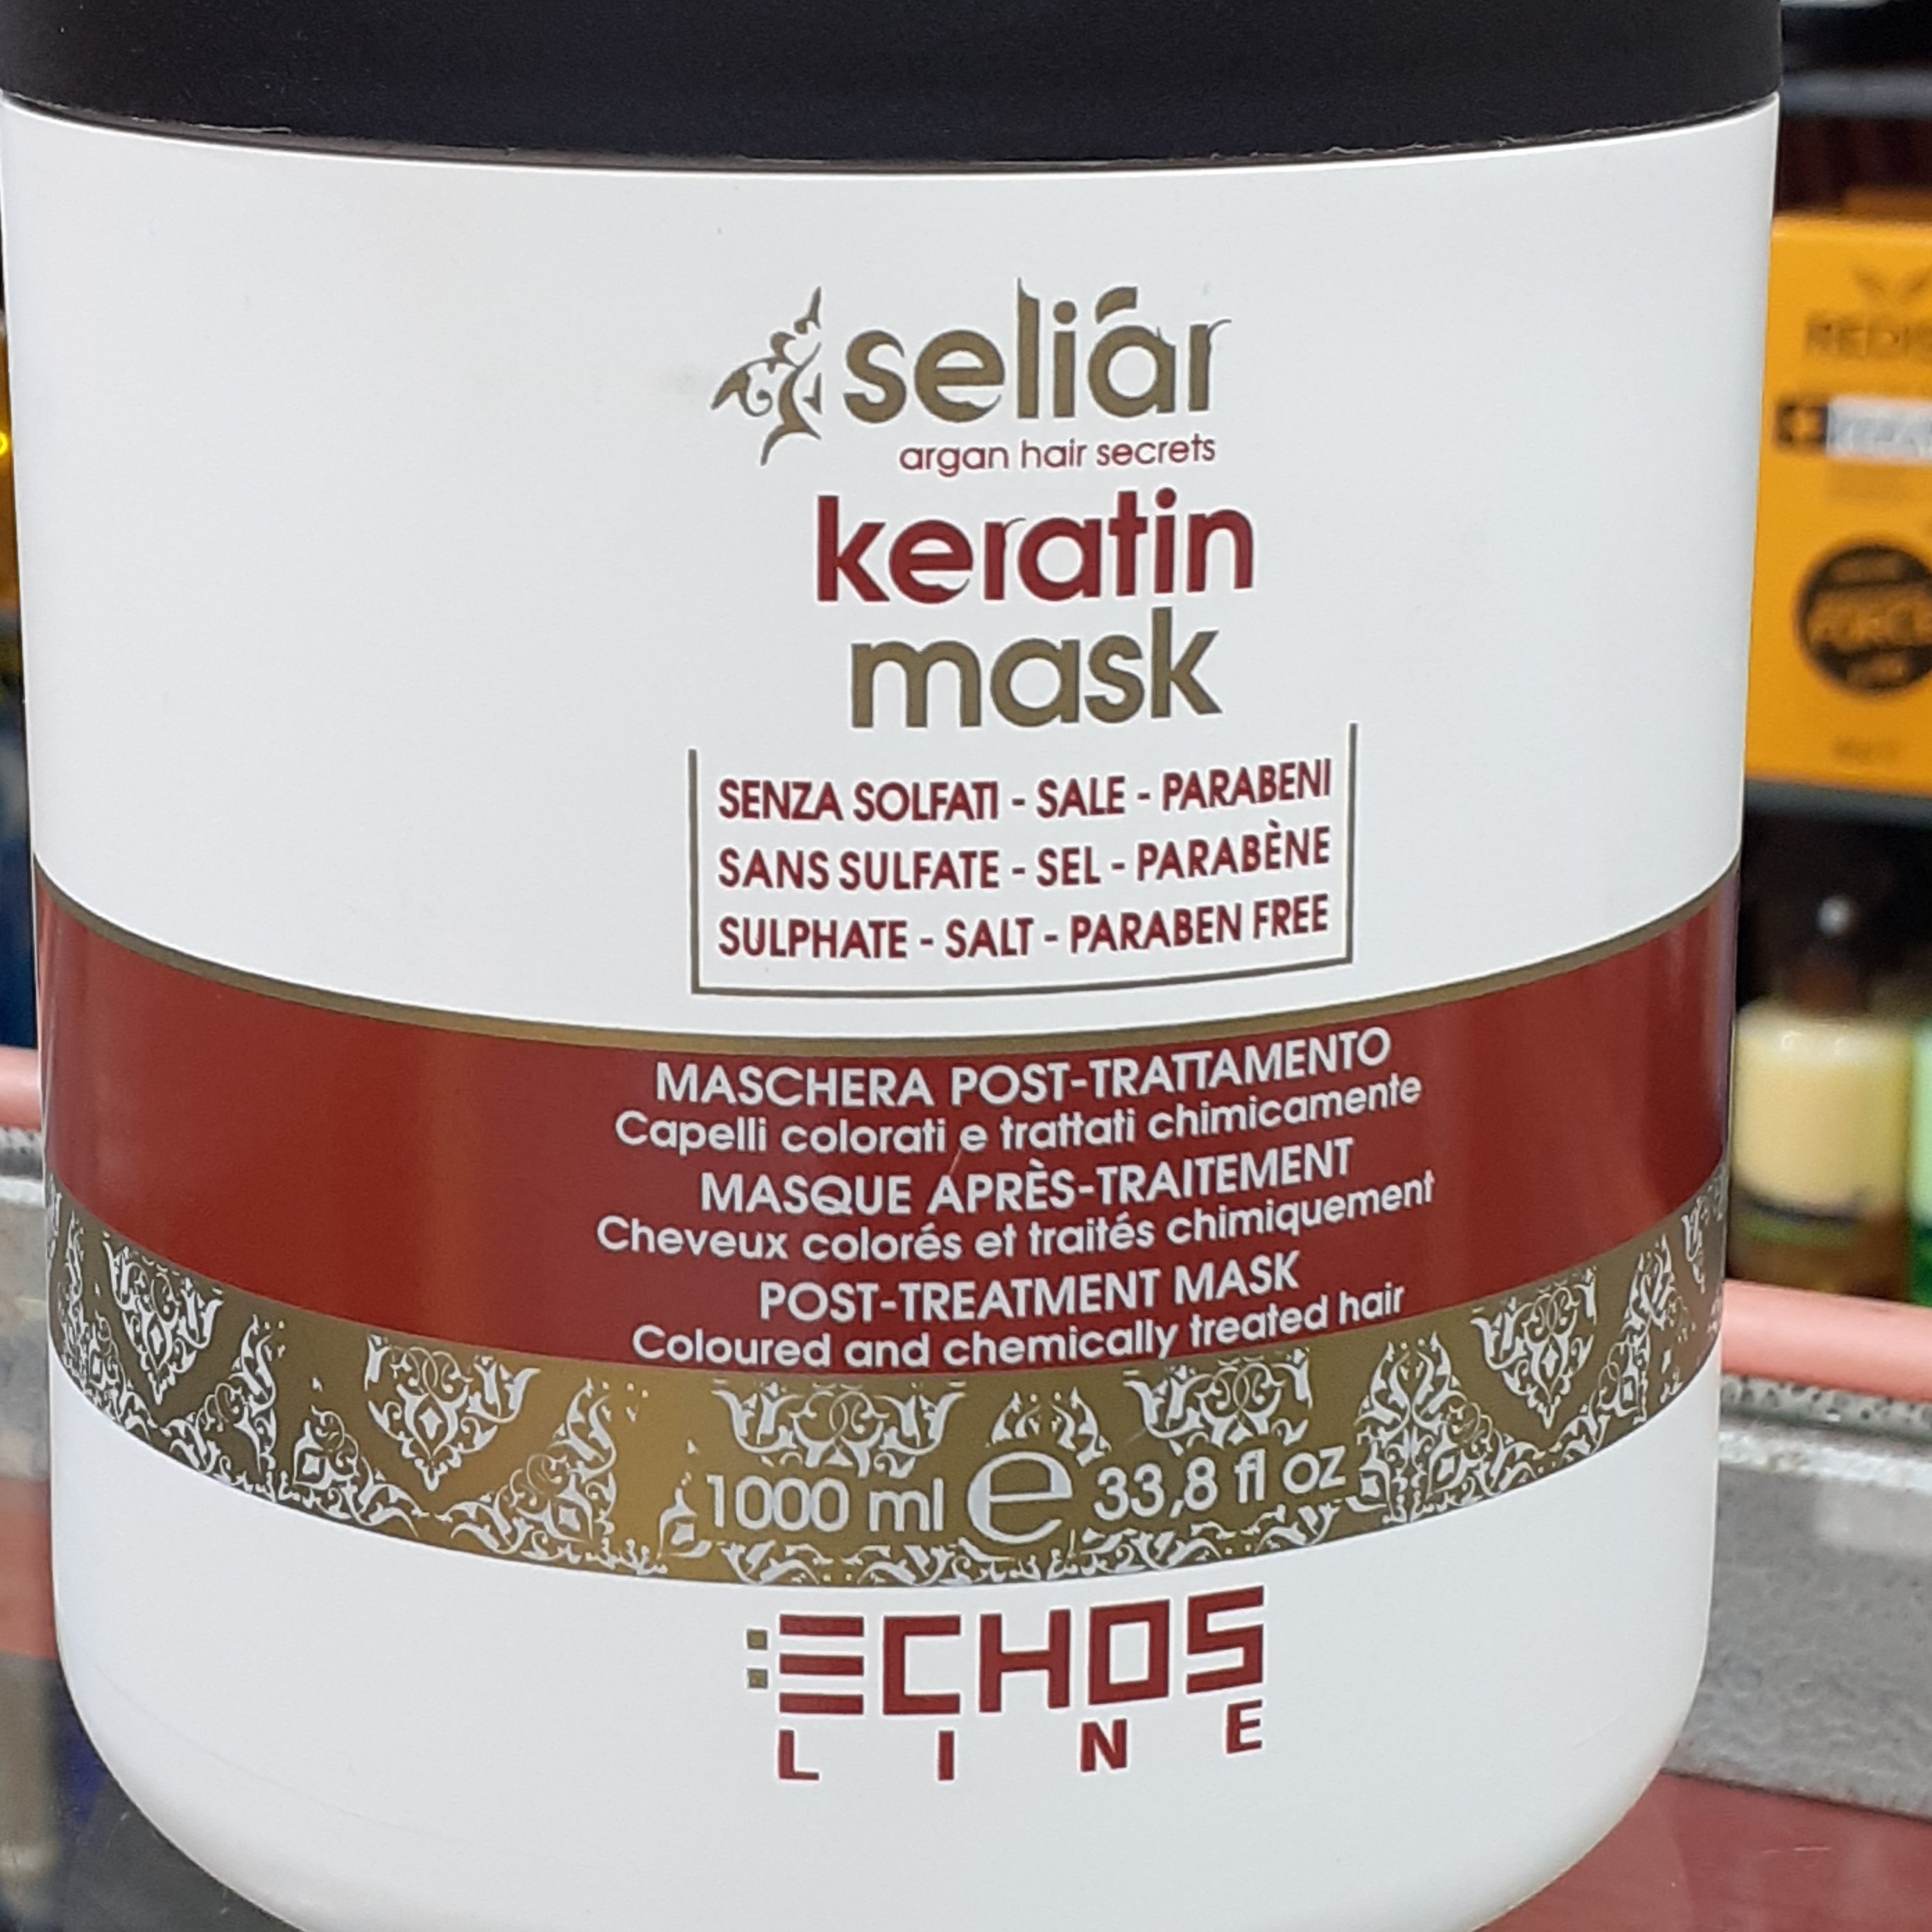 seliár
argan hair secrets
keratin
mask
SENZA SOLFATI - SALE - PARABENI
SANS SULFATE - SEL - PARABÈNE
SULPHATE - SALT - PARABEN FREE
MASCHERA POST-TRATTAMENTO
Capelli colorati e trattati chimicamente
MASQUE APRÈS-TRAITEMENT
Cheveux colorés et traités chimiquement
POST-TREATMENT MASK
Coloured and chemically treated hair
1000 ml e 33,8 fl oz
ECHOS
LINE